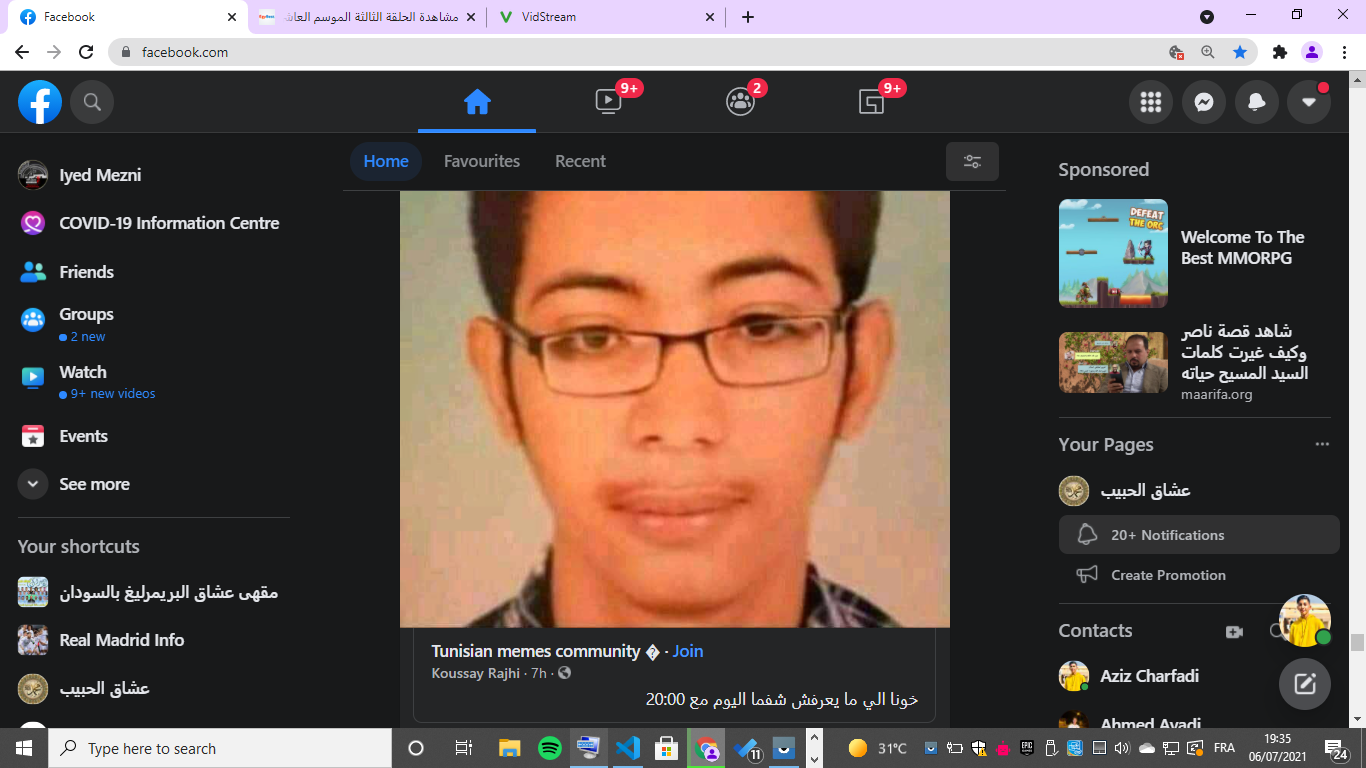 Facebook
مشاهدة الحلقة الثالثة الموسم العاش
VidStream
facebook.com
9+
2
9+
Home
Favourites
Recent
Iyed Mezni
COVID-19 Information Centre
Friends
Groups
2 new
Watch
9+ new videos
Events
See more
Your shortcuts
مقهى عشاق البريمرليغ بالسودان
Real Madrid Info
عشاق الحبيب
Tunisian memes community � · Join
Koussay Rajhi · 7h ·
خونا الي ما يعرفش شفما اليوم مع 20:00
Sponsored
DEFEAT
THE ORC
Welcome To The
Best MMORPG
شاهد قصة ناصر
وكيف غيرت كلمات
السيد المسيح حياته
maarifa.org
Your Pages
عشاق الحبيب
20+ Notifications
Create Promotion
Contacts
Aziz Charfadi
Ahmed Ayadi
Type here to search
11
31°C
EPIC
FRA
19:35
06/07/2021
24